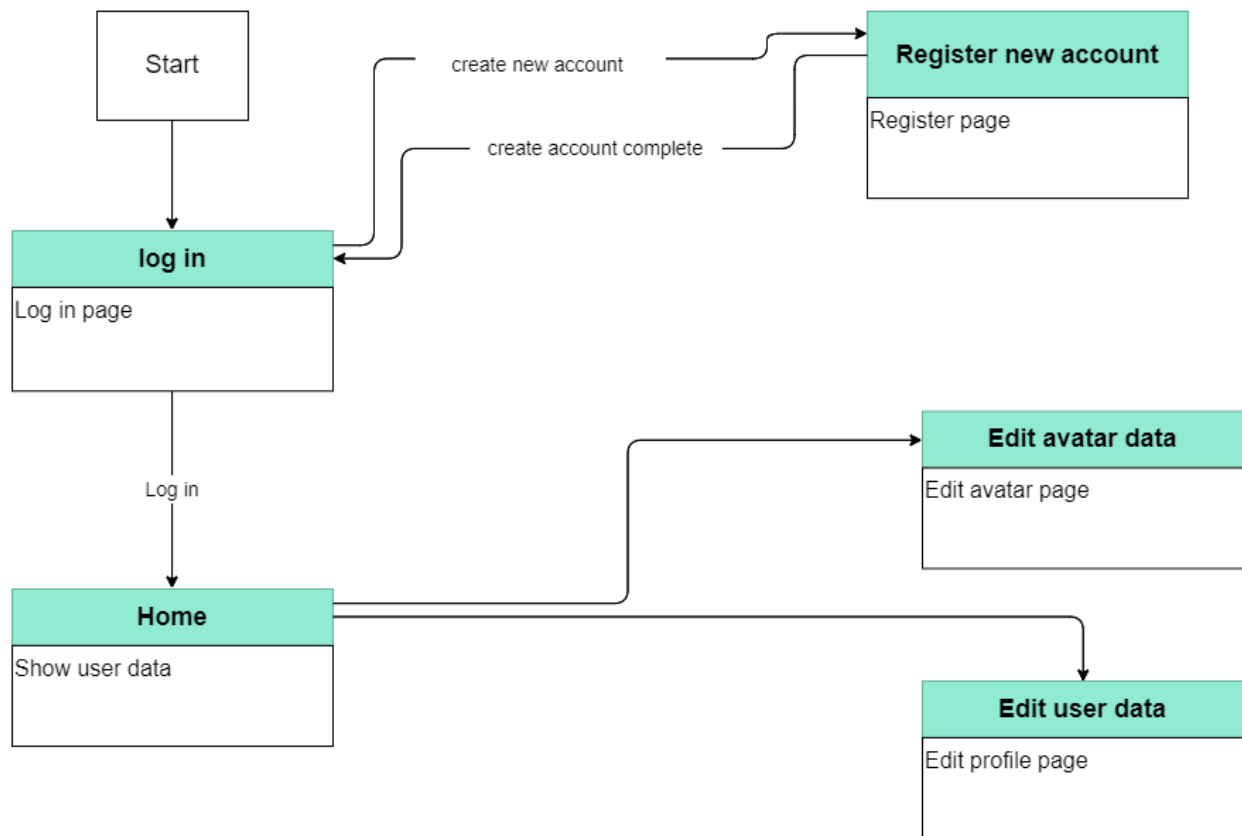 Start
create new account
Register new account
Register page
create account complete
log in
Log in page
Log in
Edit avatar data
Edit avatar page
Home
Show user data
Edit user data
Edit profile page